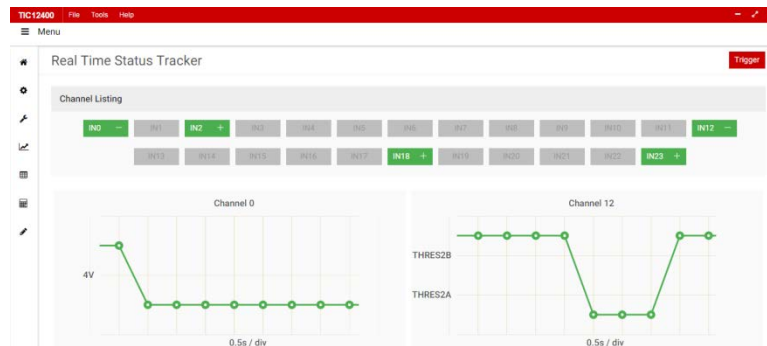 TIC12400 File Tools Help
Menu
Real Time Status Tracker
Trigger
Channel Listing
IN0 − IN1 IN2 + IN3 IN4 IN5 IN6 IN7 IN8 IN9 IN10 IN11 IN12 −
IN13 IN14 IN15 IN16 IN17 IN18 + IN19 IN20 IN21 IN22 IN23 +
Channel 0
4V
0.5s / div
Channel 12
THRES2B
THRES2A
0.5s / div